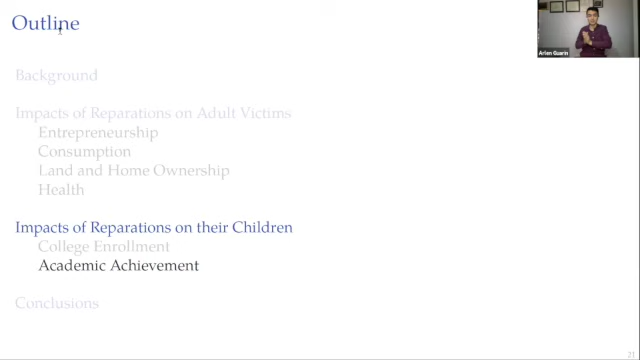 Outline
Arlen Guarin
Background
Impacts of Reparations on Adult Victims
Entrepreneurship
Consumption
Land and Home Ownership
Health
Impacts of Reparations on their Children
College Enrollment
Academic Achievement
Conclusions
21